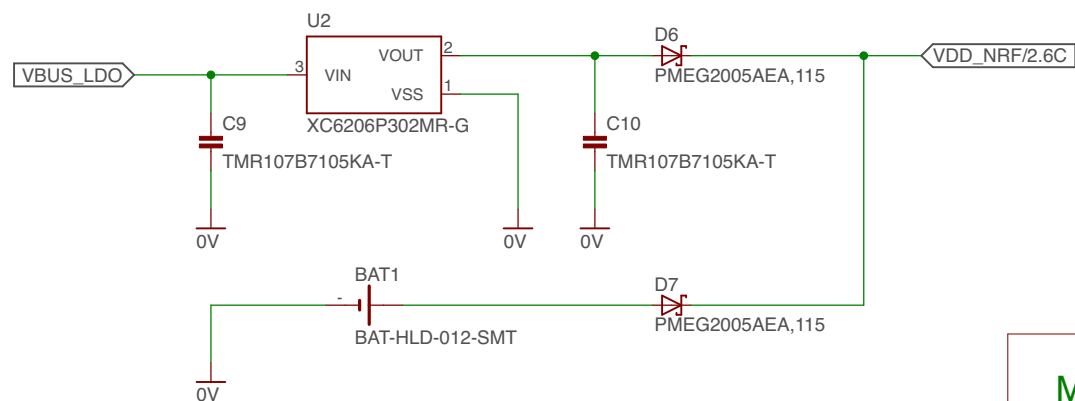 U2
D6
VOUT
2
VBUS_LDO
3
VIN
VSS
1
VDD_NRF/2.6C
PMEG2005AEA,115
C9
XC6206P302MR-G
C10
TMR107B7105KA-T
TMR107B7105KA-T
0V
0V
0V
BAT1
D7
-
BAT-HLD-012-SMT
PMEG2005AEA,115
0V
M